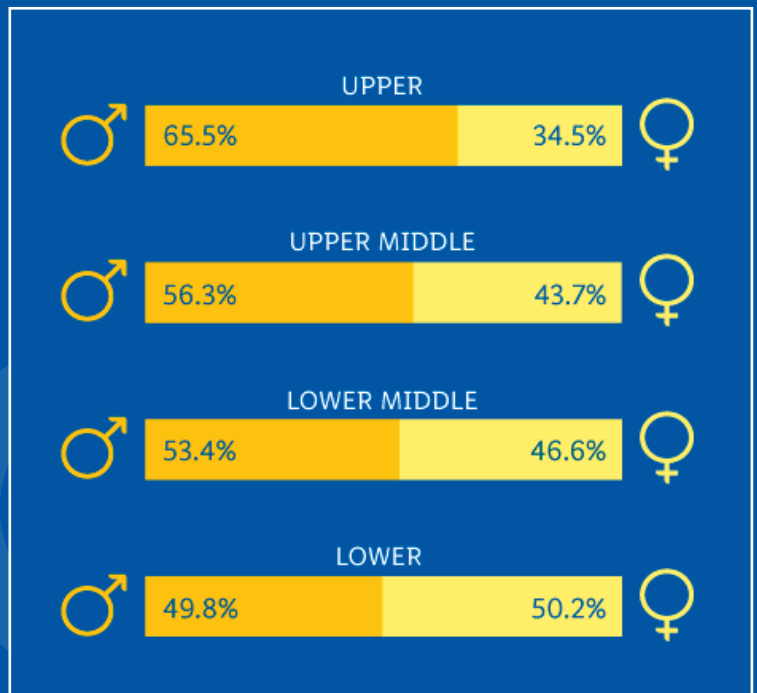 UPPER
65.5% 34.5%
UPPER MIDDLE
56.3% 43.7%
LOWER MIDDLE
53.4% 46.6%
LOWER
49.8% 50.2%